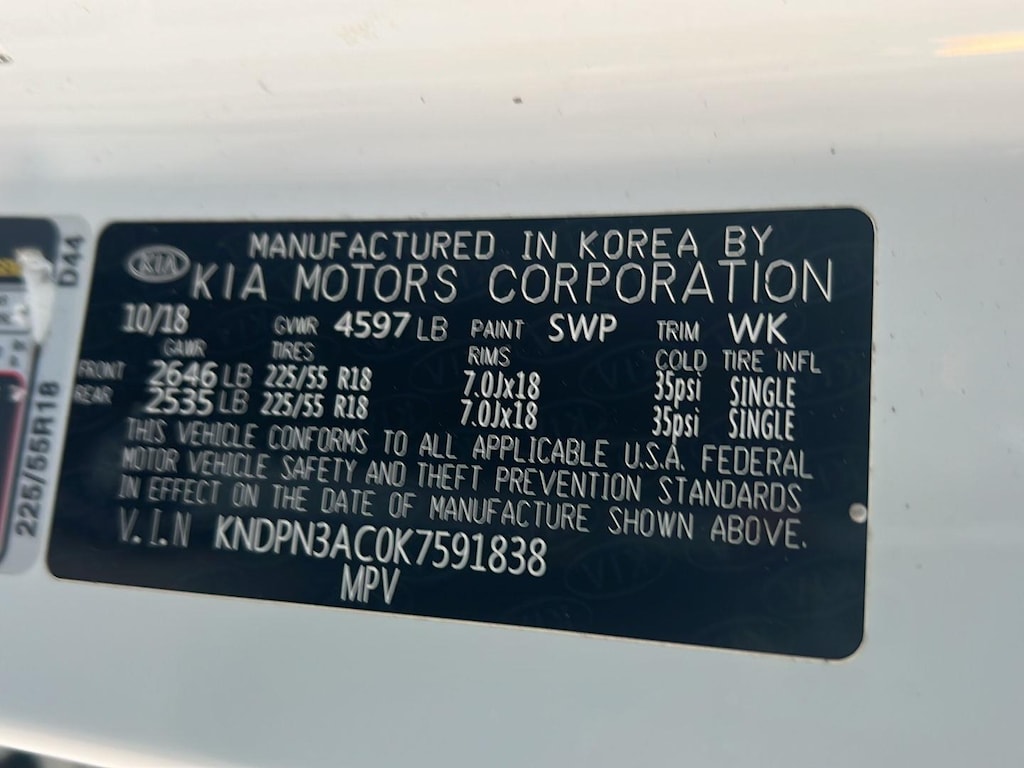 KIA
MANUFACTURED IN KOREA BY
KIA MOTORS CORPORATION
10/18 GVWR 4597 LB PAINT SWP TRIM WK
GAWR TIRES RIMS COLD TIRE INFL
FRONT 2646 LB 225/55 R18 7.0Jx18 35psi SINGLE
REAR 2535 LB 225/55 R18 7.0Jx18 35psi SINGLE
THIS VEHICLE CONFORMS TO ALL APPLICABLE U.S.A. FEDERAL
MOTOR VEHICLE SAFETY AND THEFT PREVENTION STANDARDS
IN EFFECT ON THE DATE OF MANUFACTURE SHOWN ABOVE.
V.I.N KNDPN3AC0K7591838
MPV
D44
225/55R18